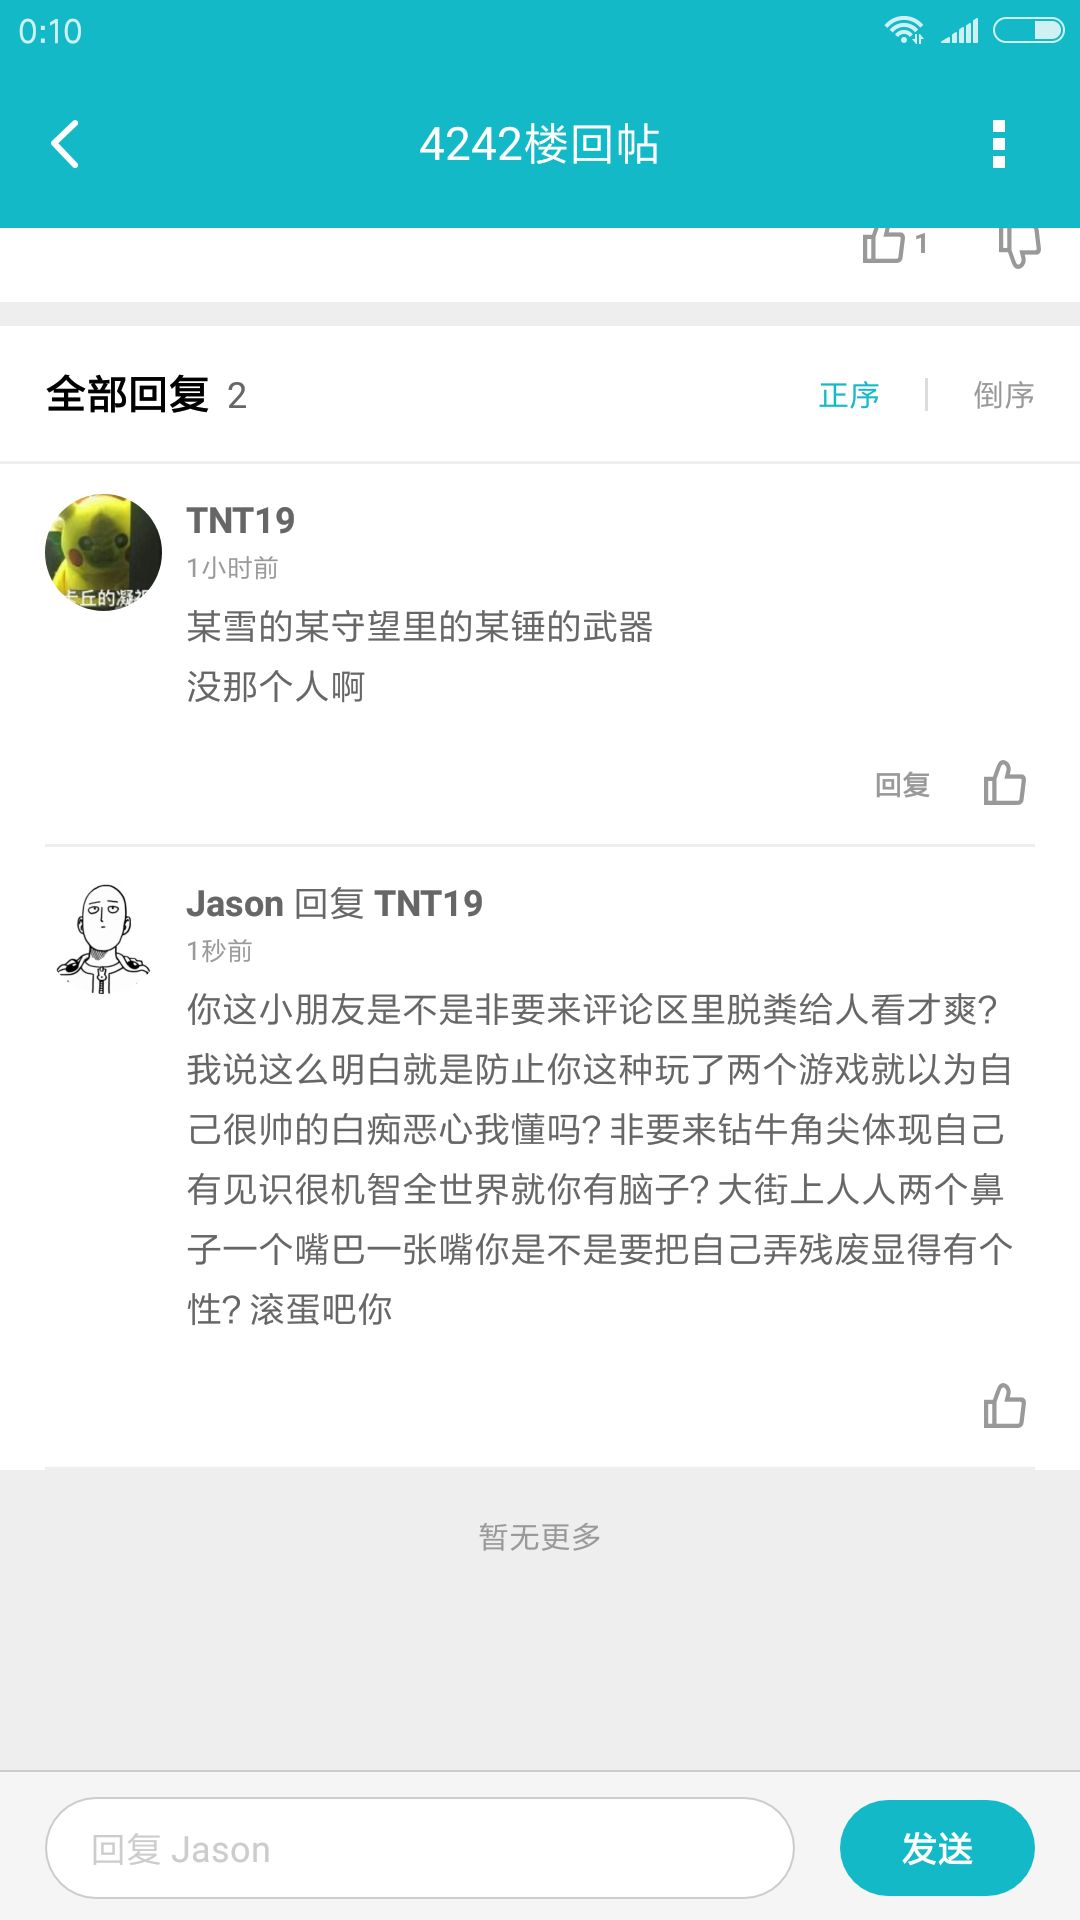 0:10
4242楼回帖
1
全部回复 2
正序 倒序
TNT19
1小时前
某雪的某守望里的某锤的武器
没那个人啊
回复
Jason 回复 TNT19
1秒前
你这小朋友是不是非要来评论区里脱粪给人看才爽?
我说这么明白就是防止你这种玩了两个游戏就以为自
己很帅的白痴恶心我懂吗? 非要来钻牛角尖体现自己
有见识很机智全世界就你有脑子? 大街上人人两个鼻
子一个嘴巴一张嘴你是不是要把自己弄残废显得有个
性? 滚蛋吧你
暂无更多
回复 Jason
发送